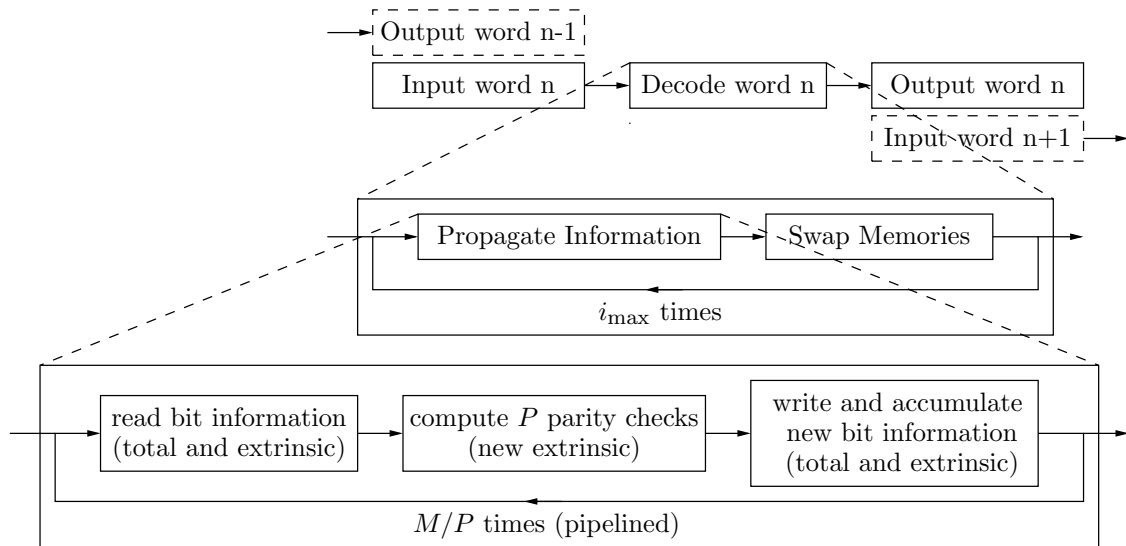 Output word n-1
Input word n
Decode word n
Output word n
Input word n+1
Propagate Information
Swap Memories
i_max times
read bit information
(total and extrinsic)
compute P parity checks
(new extrinsic)
write and accumulate
new bit information
(total and extrinsic)
M/P times (pipelined)